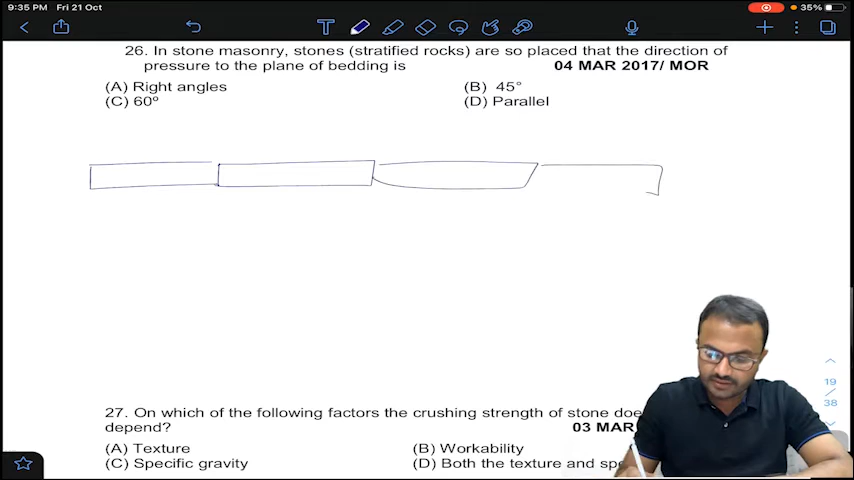 9:35 PM Fri 21 Oct
35%
26. In stone masonry, stones (stratified rocks) are so placed that the direction of
pressure to the plane of bedding is 04 MAR 2017/ MOR
(A) Right angles (B) 45°
(C) 60º (D) Parallel
27. On which of the following factors the crushing strength of stone
depend? 03 MAR
(A) Texture (B) Workability
(C) Specific gravity (D) Both the texture and
19
/
38